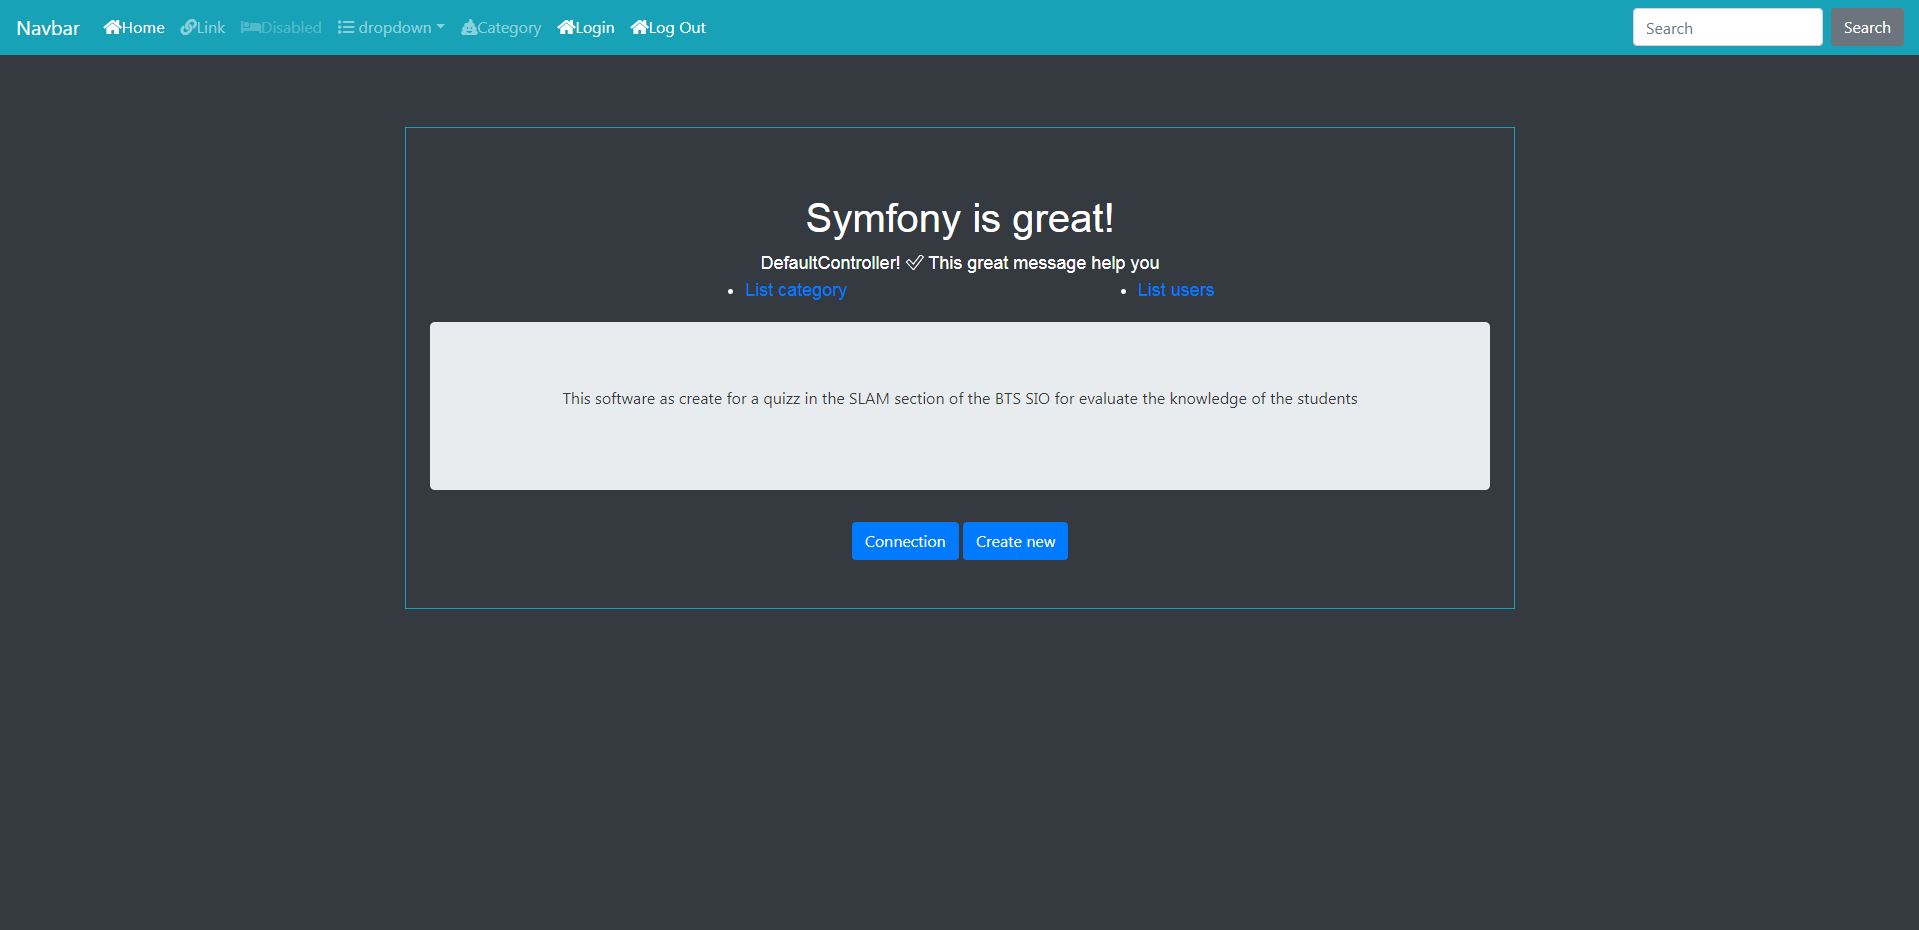 Navbar Home Link Disabled dropdown Category Login Log Out Search Search
Symfony is great!
DefaultController! ✅ This great message help you
List category List users
This software as create for a quizz in the SLAM section of the BTS SIO for evaluate the knowledge of the students
Connection Create new